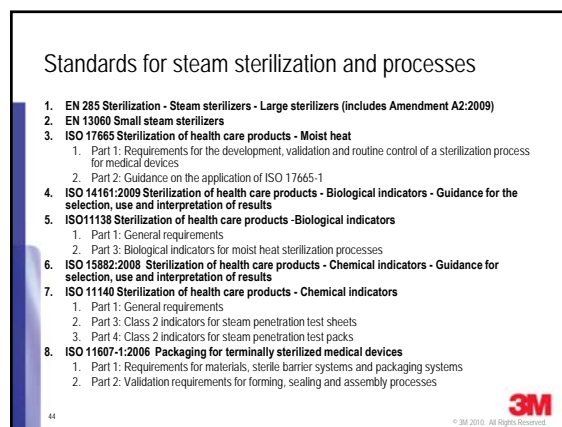 Standards for steam sterilization and processes
1. EN 285 Sterilization - Steam sterilizers - Large sterilizers (includes Amendment A2:2009)
2. EN 13060 Small steam sterilizers
3. ISO 17665 Sterilization of health care products - Moist heat
1. Part 1: Requirements for the development, validation and routine control of a sterilization process
for medical devices
2. Part 2: Guidance on the application of ISO 17665-1
4. ISO 14161:2009 Sterilization of health care products - Biological indicators - Guidance for the
selection, use and interpretation of results
5. ISO11138 Sterilization of health care products -Biological indicators
1. Part 1: General requirements
2. Part 3: Biological indicators for moist heat sterilization processes
6. ISO 15882:2008 Sterilization of health care products - Chemical indicators - Guidance for
selection, use and interpretation of results
7. ISO 11140 Sterilization of health care products - Chemical indicators
1. Part 1: General requirements
2. Part 3: Class 2 indicators for steam penetration test sheets
3. Part 4: Class 2 indicators for steam penetration test packs
8. ISO 11607-1:2006 Packaging for terminally sterilized medical devices
1. Part 1: Requirements for materials, sterile barrier systems and packaging systems
2. Part 2: Validation requirements for forming, sealing and assembly processes
44
3M
© 3M 2010. All Rights Reserved.